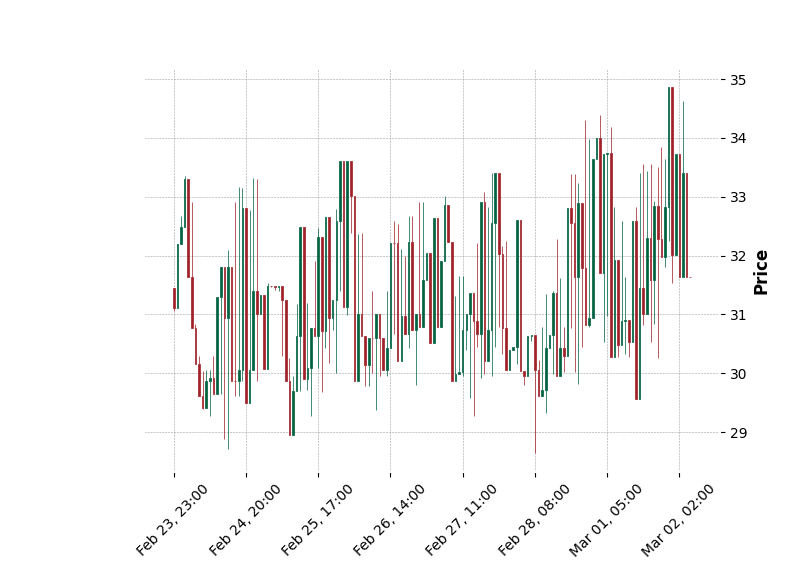 35
34
33
32
31
30
29
Price
Feb 23, 23:00
Feb 24, 20:00
Feb 25, 17:00
Feb 26, 14:00
Feb 27, 11:00
Feb 28, 08:00
Mar 01, 05:00
Mar 02, 02:00